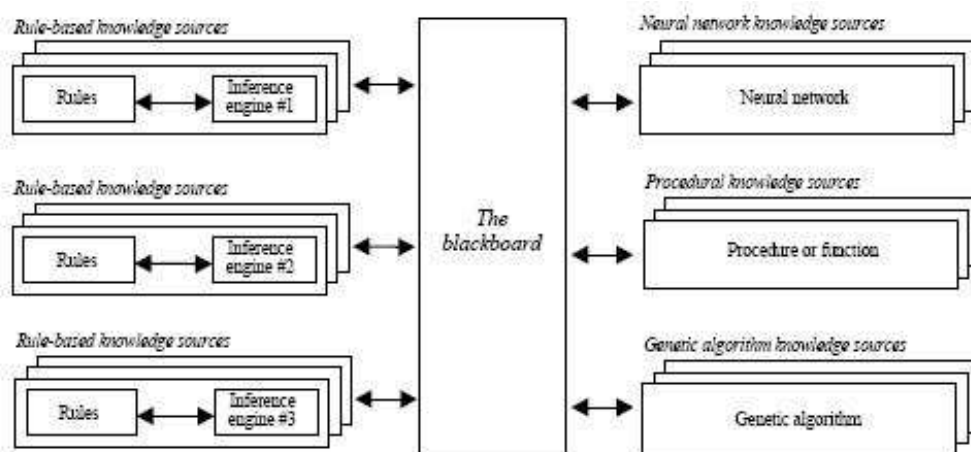 Rule-based knowledge sources
Rules
Inference
engine #1
Rule-based knowledge sources
Rules
Inference
engine #2
Rule-based knowledge sources
Rules
Inference
engine #3
The
blackboard
Neural network knowledge sources
Neural network
Procedural knowledge sources
Procedure or function
Genetic algorithm knowledge sources
Genetic algorithm